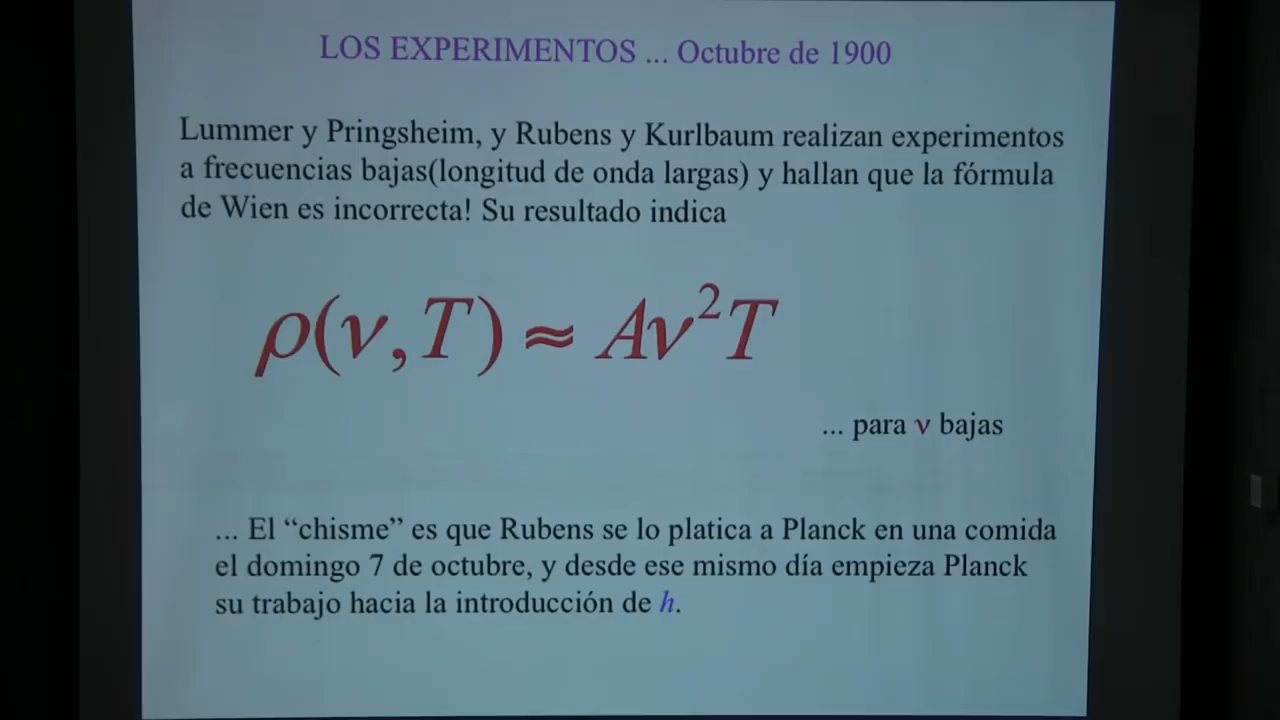 LOS EXPERIMENTOS ... Octubre de 1900
Lummer y Pringsheim, y Rubens y Kurlbaum realizan experimentos
a frecuencias bajas(longitud de onda largas) y hallan que la fórmula
de Wien es incorrecta! Su resultado indica
ρ(ν,T) ≈ Aν²T
... para ν bajas
... El “chisme” es que Rubens se lo platica a Planck en una comida
el domingo 7 de octubre, y desde ese mismo día empieza Planck
su trabajo hacia la introducción de h.